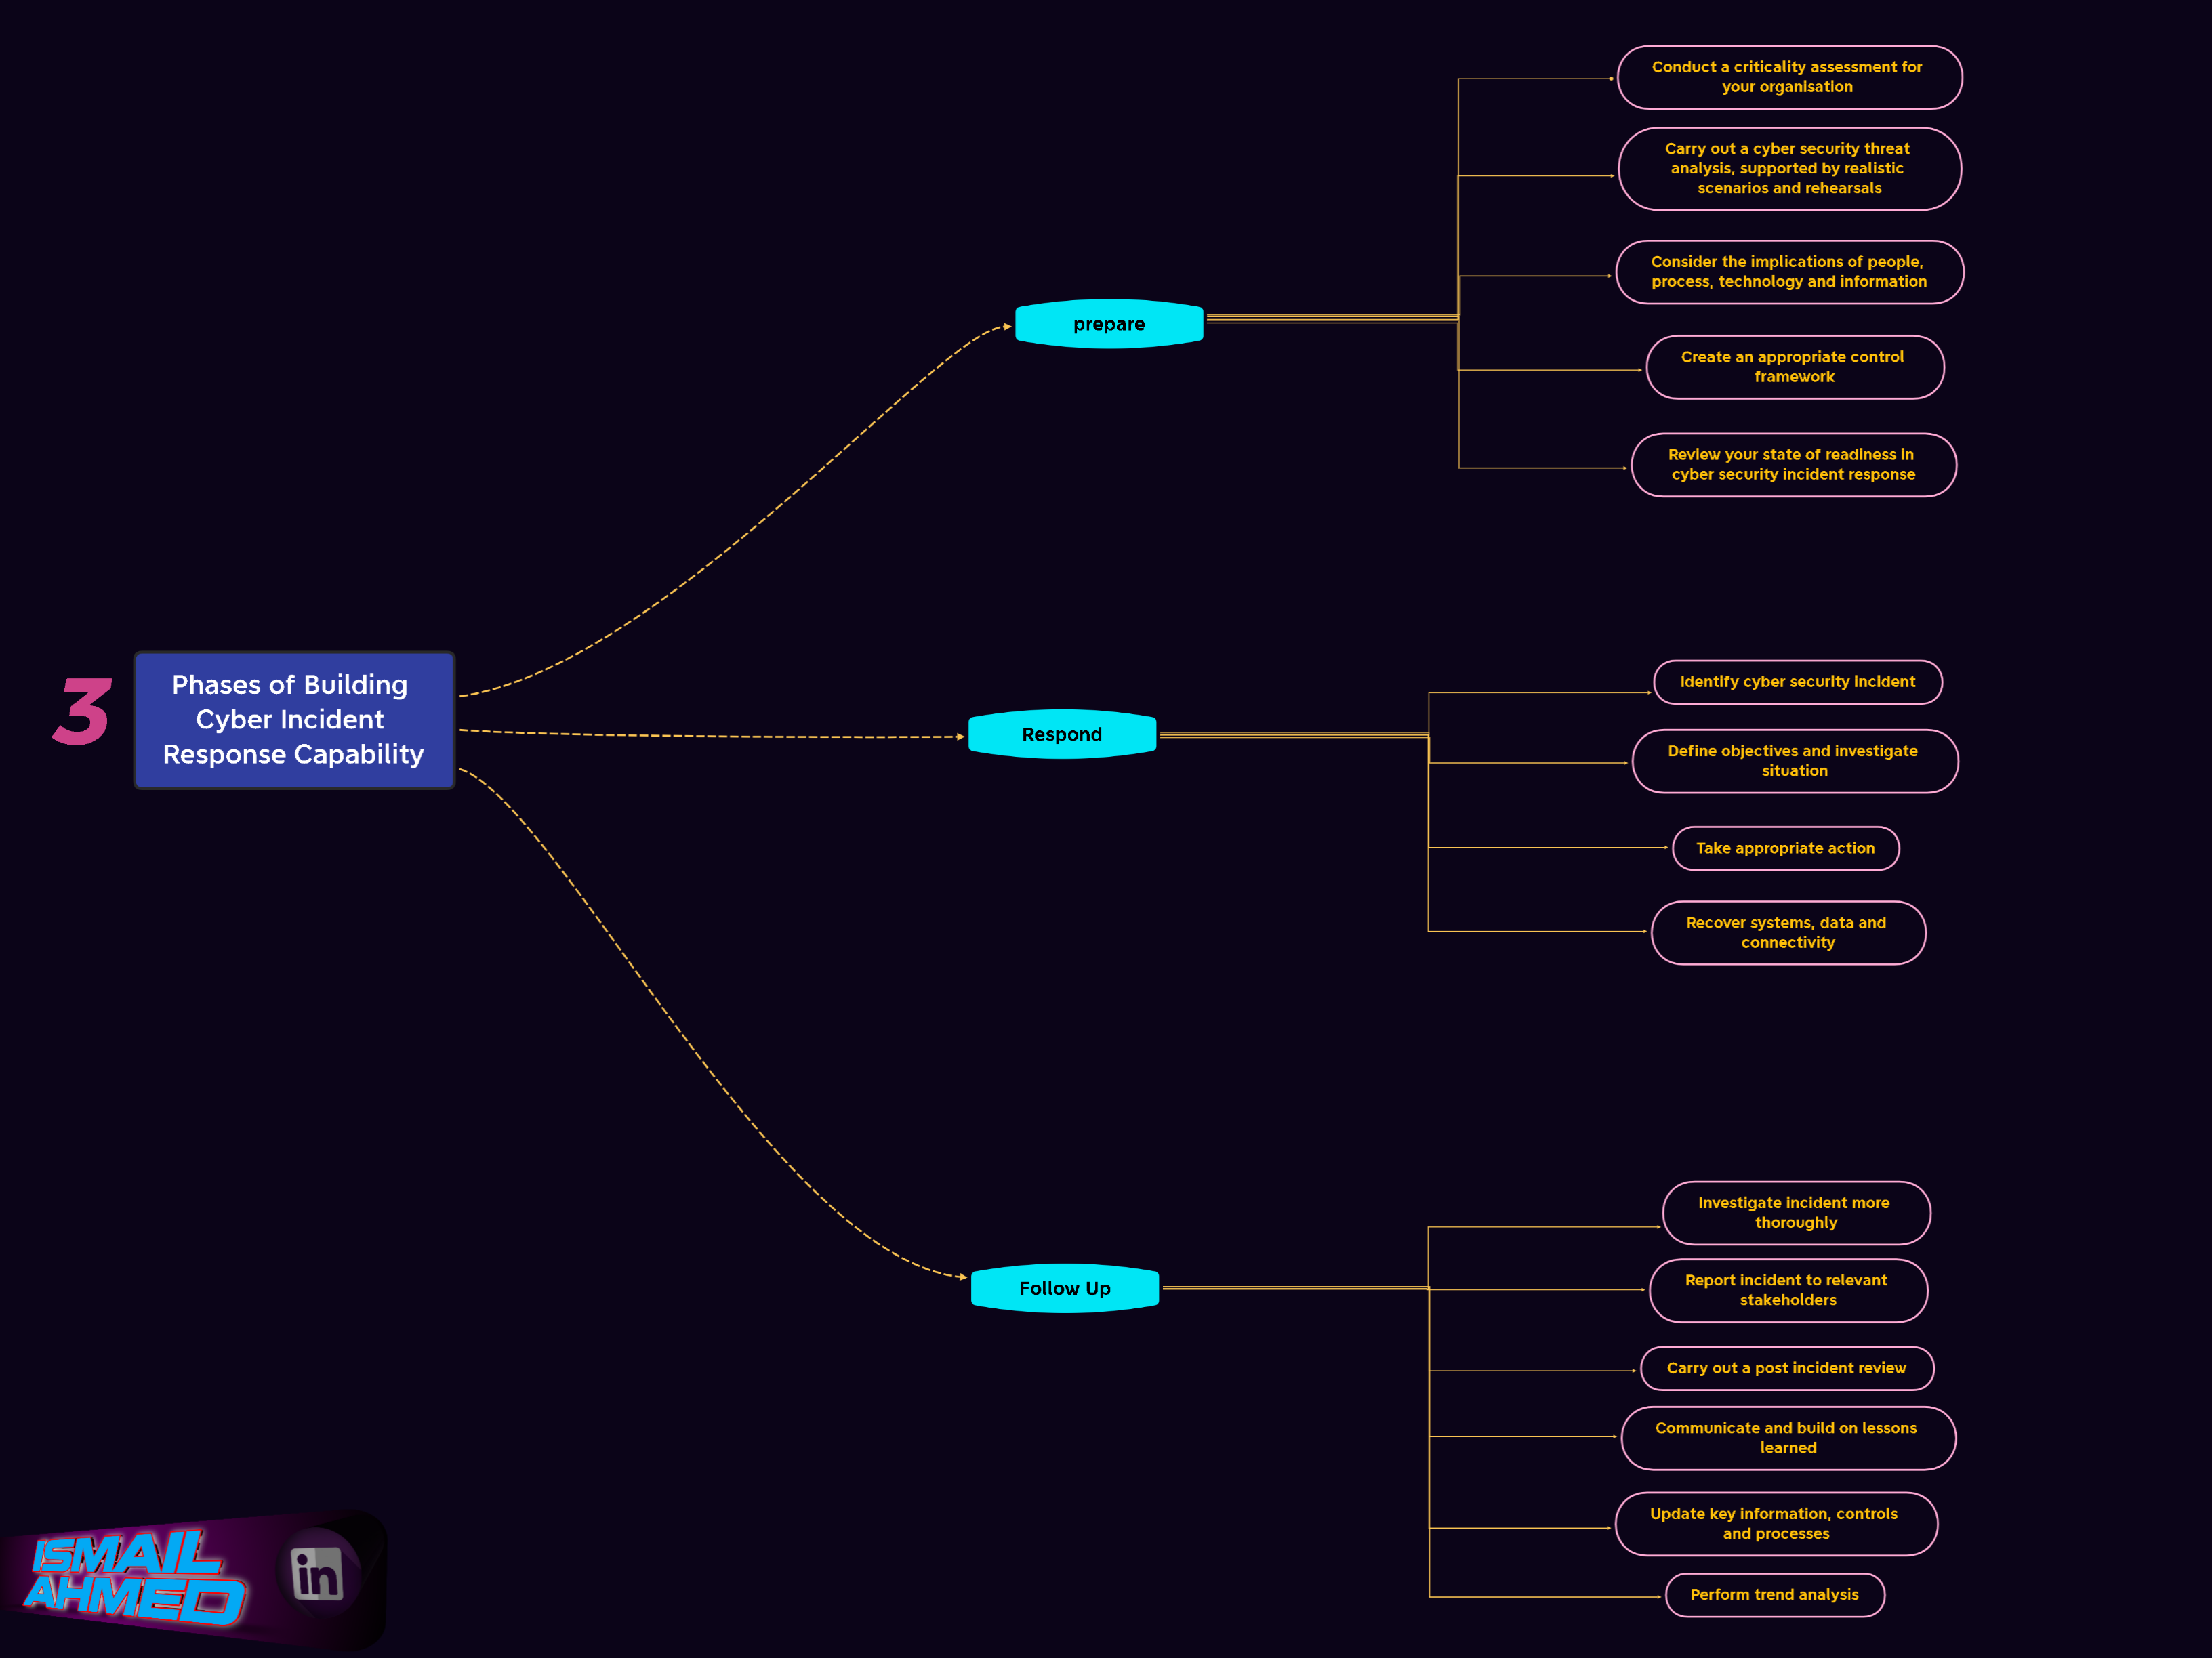 3
Phases of Building
Cyber Incident
Response Capability
prepare
Conduct a criticality assessment for
your organisation
Carry out a cyber security threat
analysis, supported by realistic
scenarios and rehearsals
Consider the implications of people,
process, technology and information
Create an appropriate control
framework
Review your state of readiness in
cyber security incident response
Respond
Identify cyber security incident
Define objectives and investigate
situation
Take appropriate action
Recover systems, data and
connectivity
Follow Up
Investigate incident more
thoroughly
Report incident to relevant
stakeholders
Carry out a post incident review
Communicate and build on lessons
learned
Update key information, controls
and processes
Perform trend analysis
ISMAIL
AHMED
in